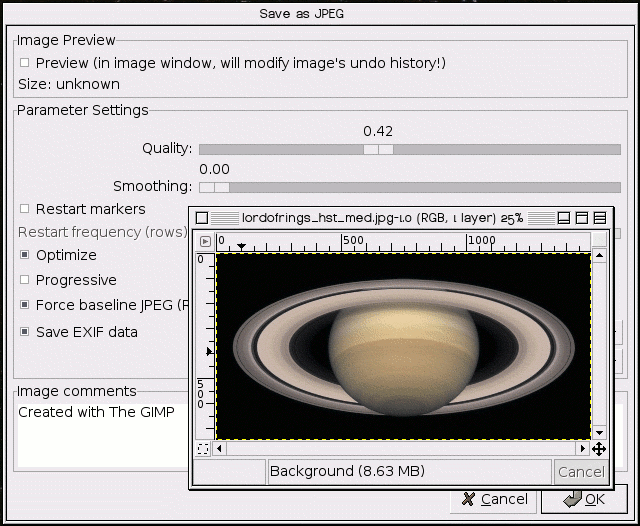 Save as JPEG
Image Preview
Preview (in image window, will modify image's undo history!)
Size: unknown
Parameter Settings
0.42
Quality:
0.00
Smoothing:
Restart markers
Restart frequency (rows)
Optimize
Progressive
Force baseline JPEG (
Save EXIF data
Image comments
Created with The GIMP
lordofrings_hst_med.jpg-1.0 (RGB, 1 layer) 25%
0 500 1000
0
500
Background (8.63 MB)
Cancel
Cancel
OK